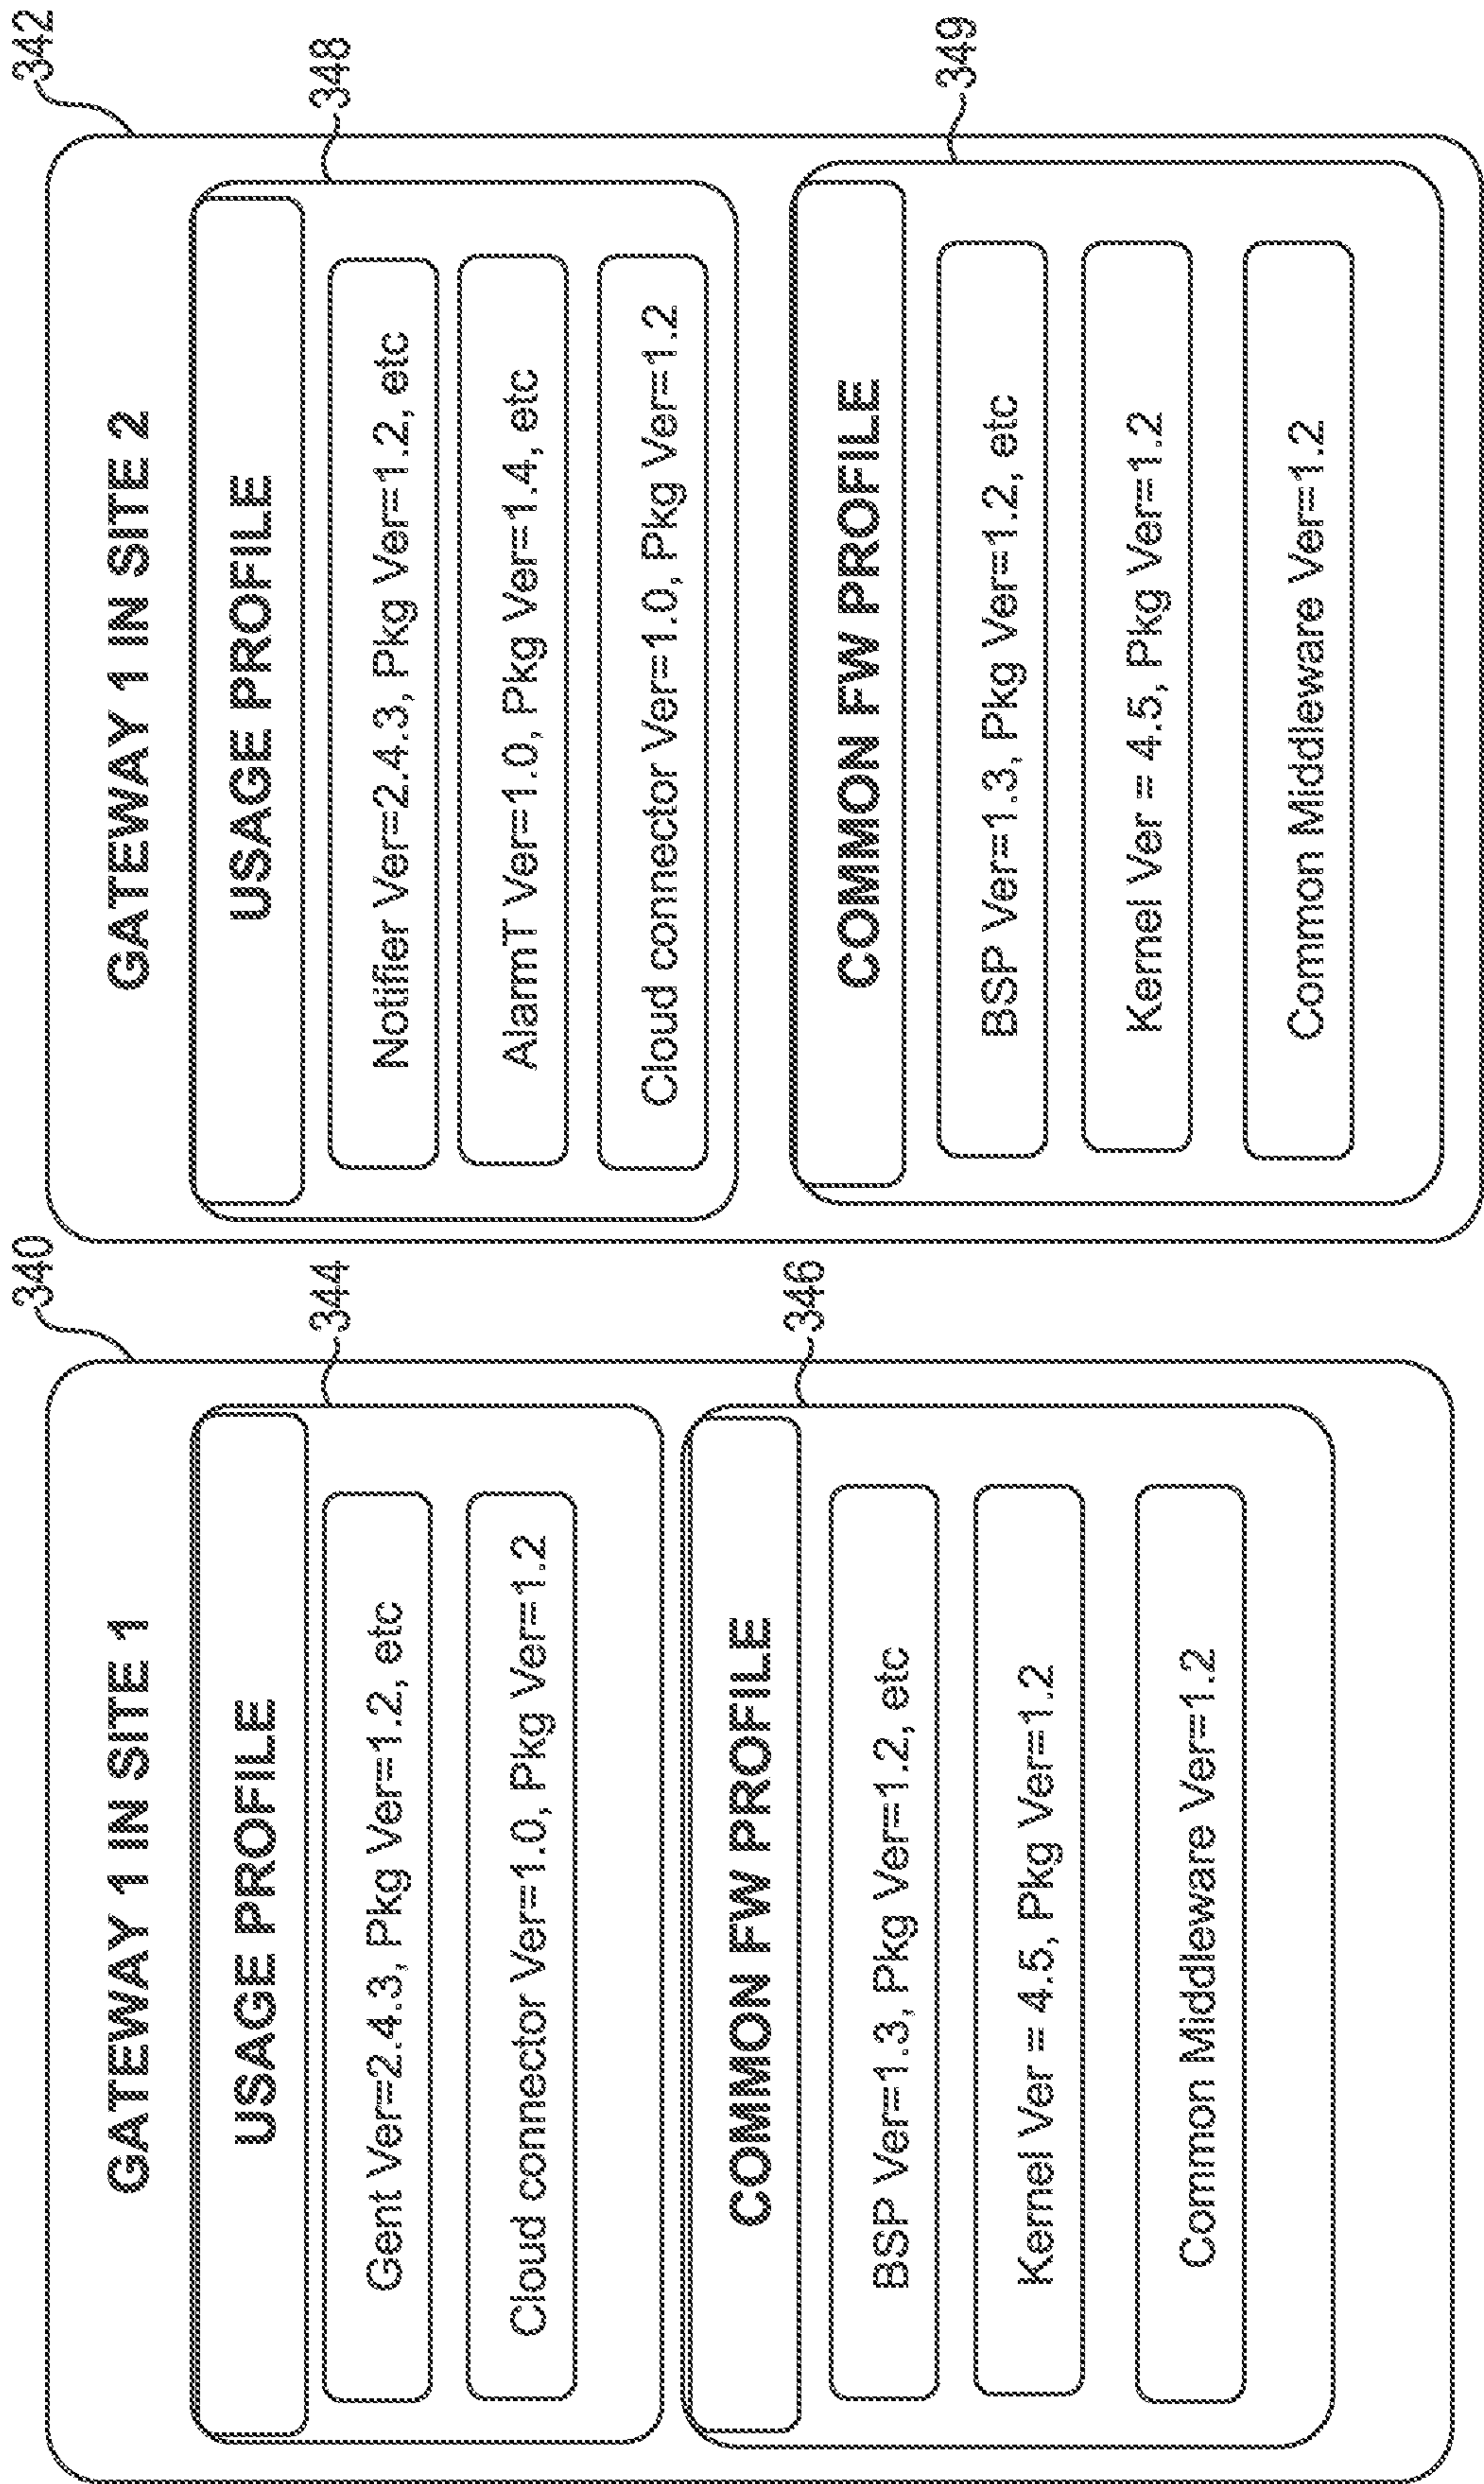 340
GATEWAY 1 IN SITE 1
344
USAGE PROFILE
Gent Ver=2.4.3, Pkg Ver=1.2, etc
Cloud connector Ver=1.0, Pkg Ver=1.2
346
COMMON FW PROFILE
BSP Ver=1.3, Pkg Ver=1.2, etc
Kernel Ver = 4.5, Pkg Ver=1.2
Common Middleware Ver=1.2
342
GATEWAY 1 IN SITE 2
348
USAGE PROFILE
Notifier Ver=2.4.3, Pkg Ver=1.2, etc
AlarmT Ver=1.0, Pkg Ver=1.4, etc
Cloud connector Ver=1.0, Pkg Ver=1.2
349
COMMON FW PROFILE
BSP Ver=1.3, Pkg Ver=1.2, etc
Kernel Ver = 4.5, Pkg Ver=1.2
Common Middleware Ver=1.2